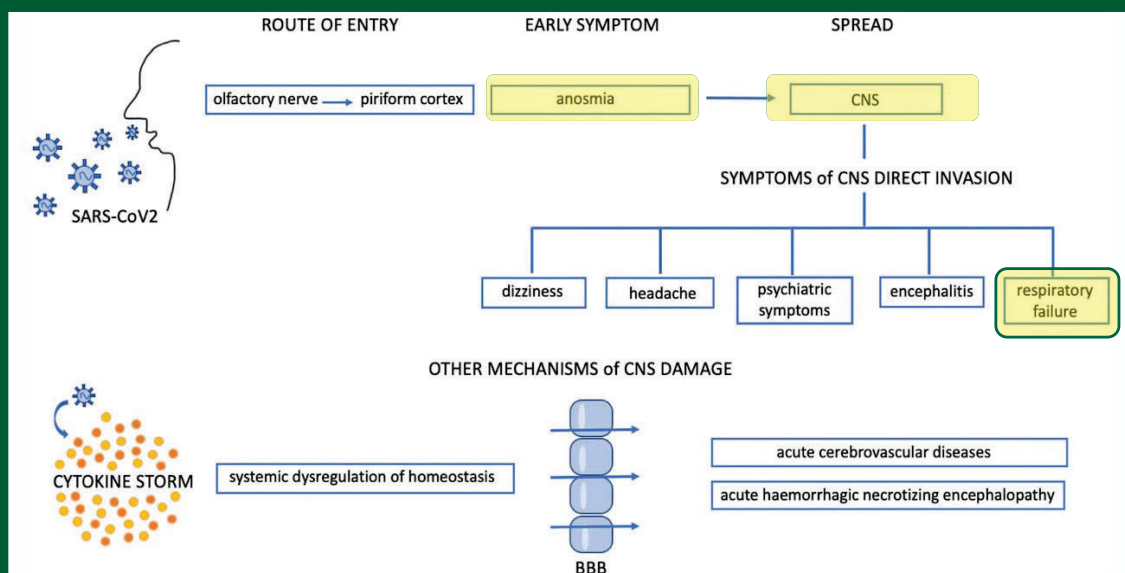 ROUTE OF ENTRY
EARLY SYMPTOM
SPREAD
olfactory nerve → piriform cortex
anosmia
CNS
SYMPTOMS of CNS DIRECT INVASION
SARS-CoV2
dizziness
headache
psychiatric
symptoms
encephalitis
respiratory
failure
OTHER MECHANISMS of CNS DAMAGE
CYTOKINE STORM
systemic dysregulation of homeostasis
acute cerebrovascular diseases
acute haemorrhagic necrotizing encephalopathy
BBB